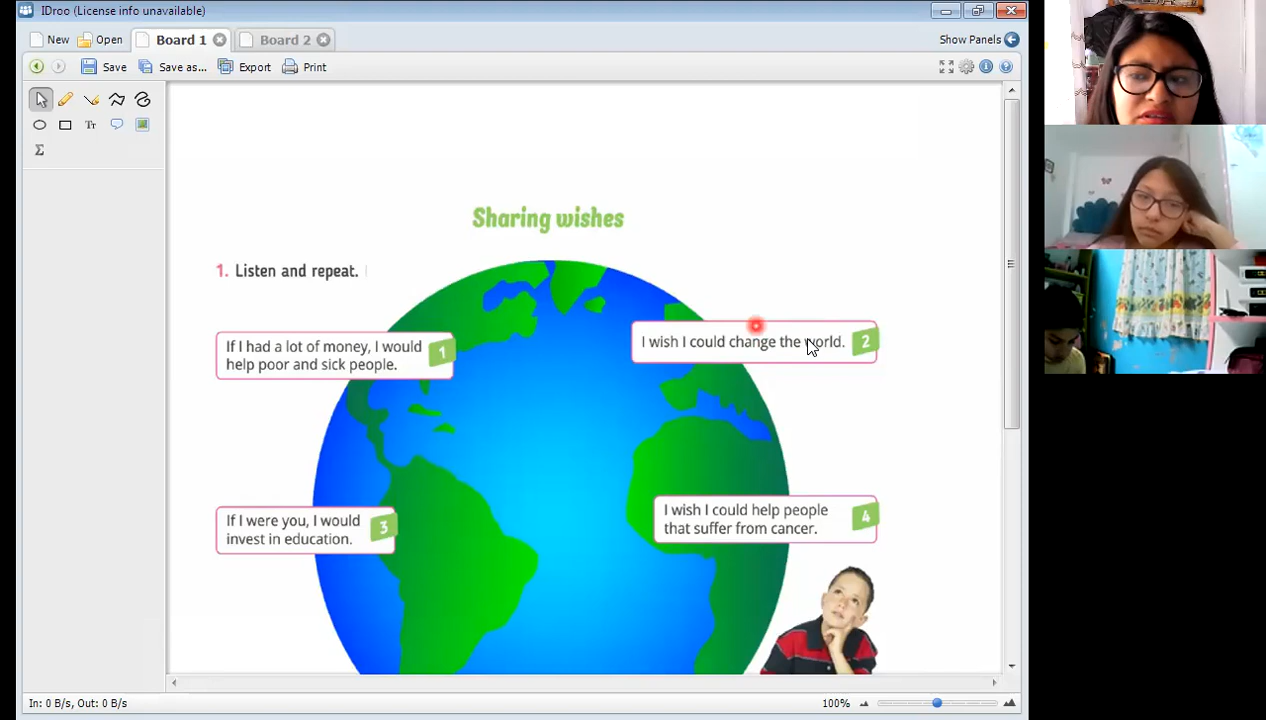 IDroo (License info unavailable)
New Open Board 1 Board 2 Show Panels
Save Save as... Export Print
Tт
Σ
Sharing wishes
1. Listen and repeat.
If I had a lot of money, I would
help poor and sick people.
1
I wish I could change the world. 2
If I were you, I would
invest in education.
3
I wish I could help people
that suffer from cancer.
4
In: 0 B/s, Out: 0 B/s 100%